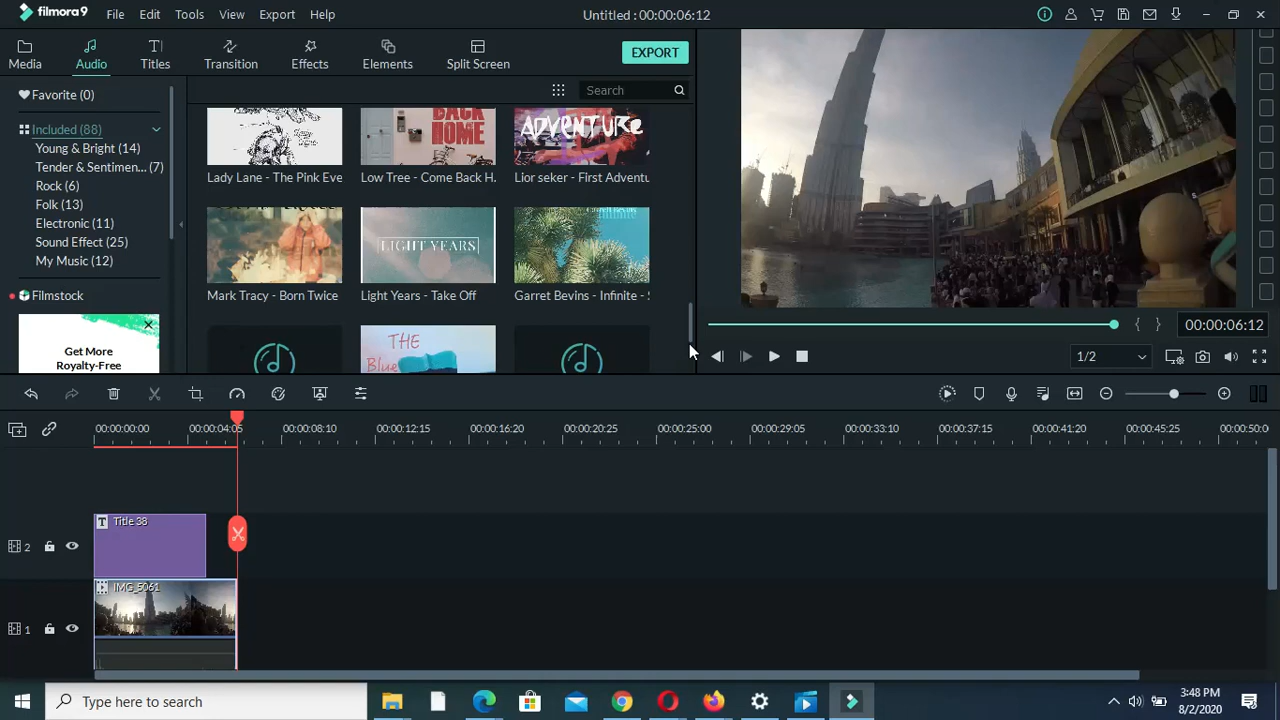 filmora9 File Edit Tools View Export Help Untitled : 00:00:06:12
Media Audio Titles Transition Effects Elements Split Screen EXPORT
Favorite (0)
Search
Included (88)
Young & Bright (14)
Tender & Sentimen... (7)
Rock (6)
Folk (13)
Electronic (11)
Sound Effect (25)
My Music (12)
Filmstock
Get More
Royalty-Free
BACK
HOME
ADVENTURE
Lady Lane - The Pink Eve
Low Tree - Come Back H.
Lior seker - First Adventu
LIGHT YEARS
Mark Tracy - Born Twice
Light Years - Take Off
Garret Bevins - Infinite - S
THE
Blue
00:00:06:12
1/2
00:00:00:00 00:00:04:05 00:00:08:10 00:00:12:15 00:00:16:20 00:00:20:25 00:00:25:00 00:00:29:05 00:00:33:10 00:00:37:15 00:00:41:20 00:00:45:25 00:00:50:0
T Title 38
2
IMG_5061
1
Type here to search
3:48 PM
8/2/2020